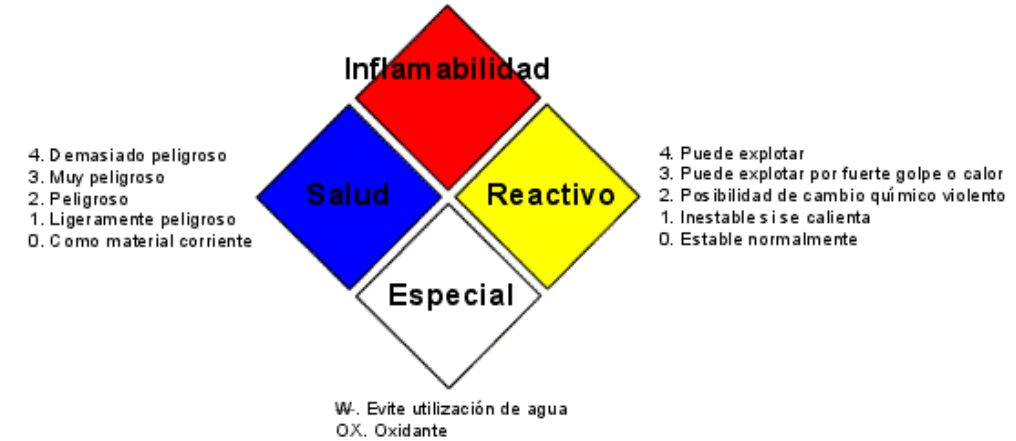 Inflamabilidad
4. Demasiado peligroso
3. Muy peligroso
2. Peligroso
1. Ligeramente peligroso
0. Como material corriente
Salud
Reactivo
4. Puede explotar
3. Puede explotar por fuerte golpe o calor
2. Posibilidad de cambio químico violento
1. Inestable si se calienta
0. Estable normalmente
Especial
W-. Evite utilización de agua
OX. Oxidante